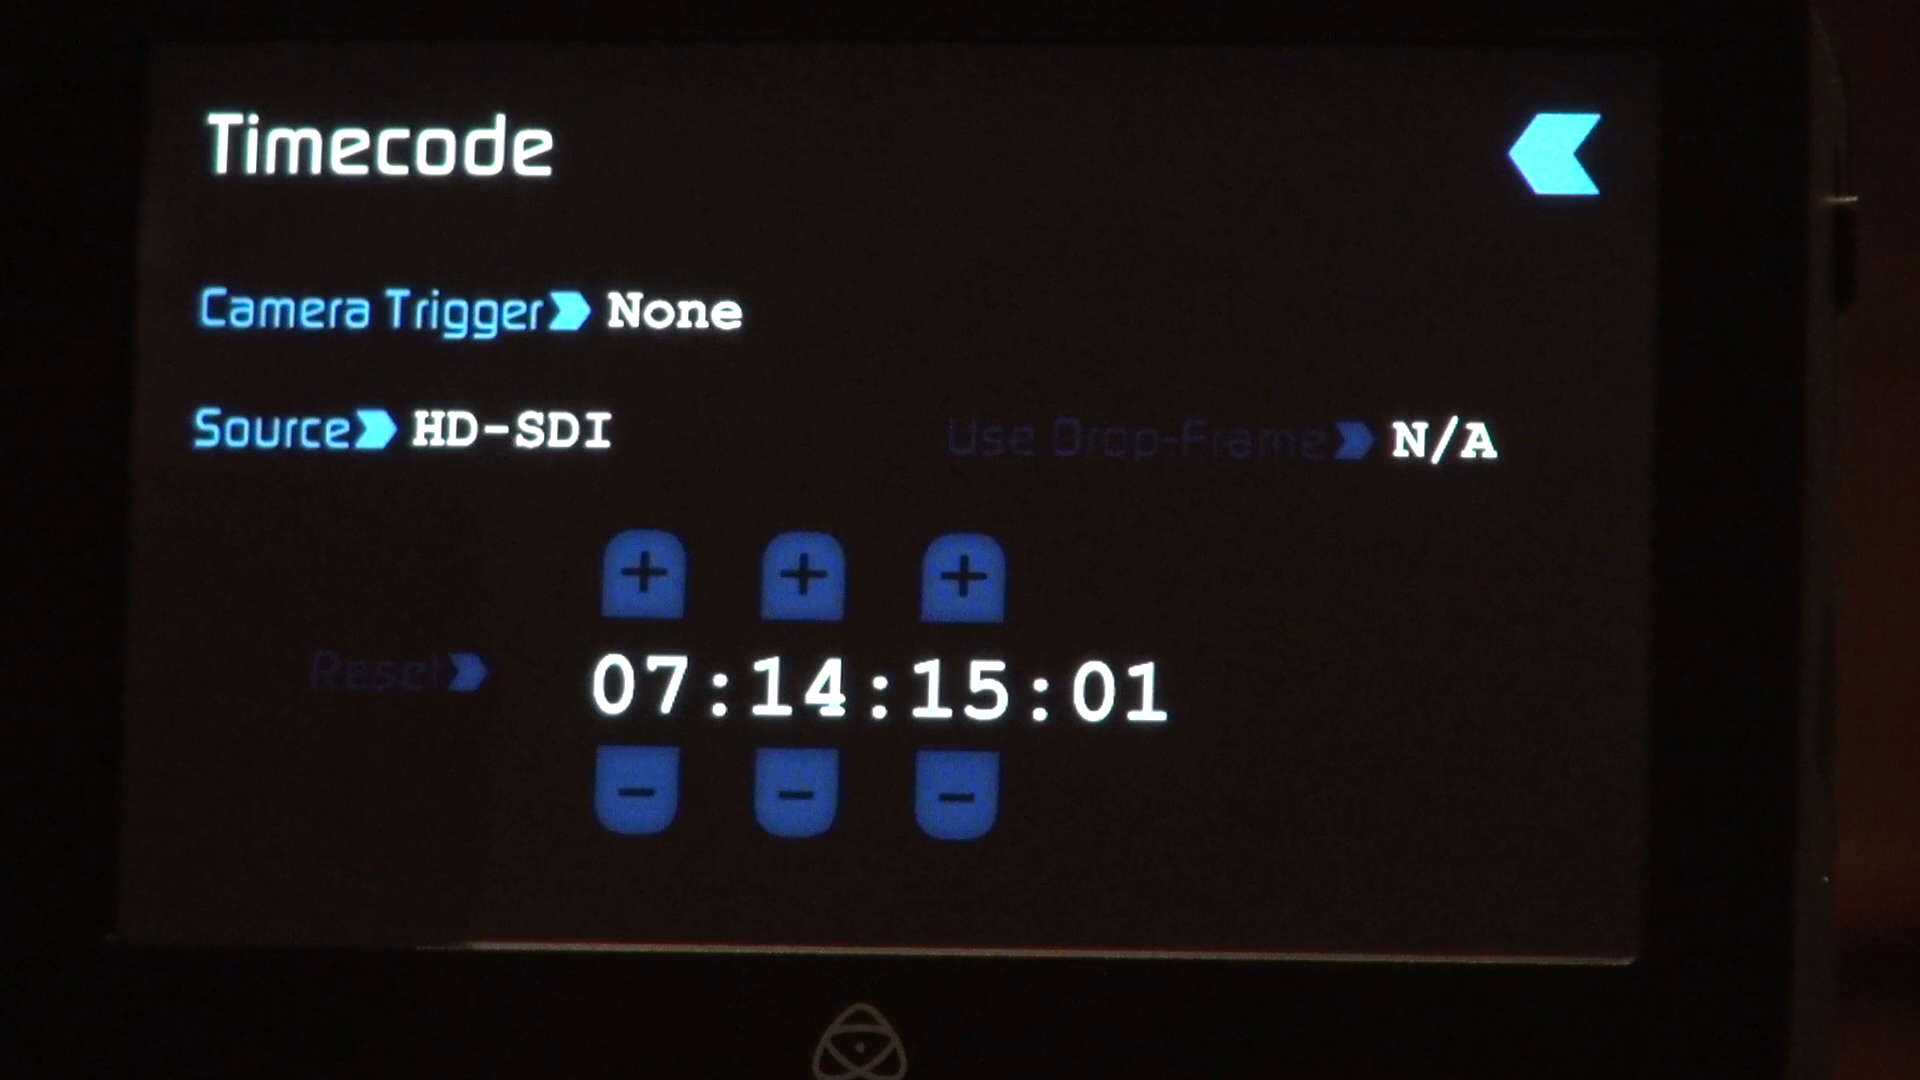 Timecode
Camera Trigger None
Source HD-SDI Use Drop-Frame N/A
+ + +
Reset 07:14:15:01
- - -